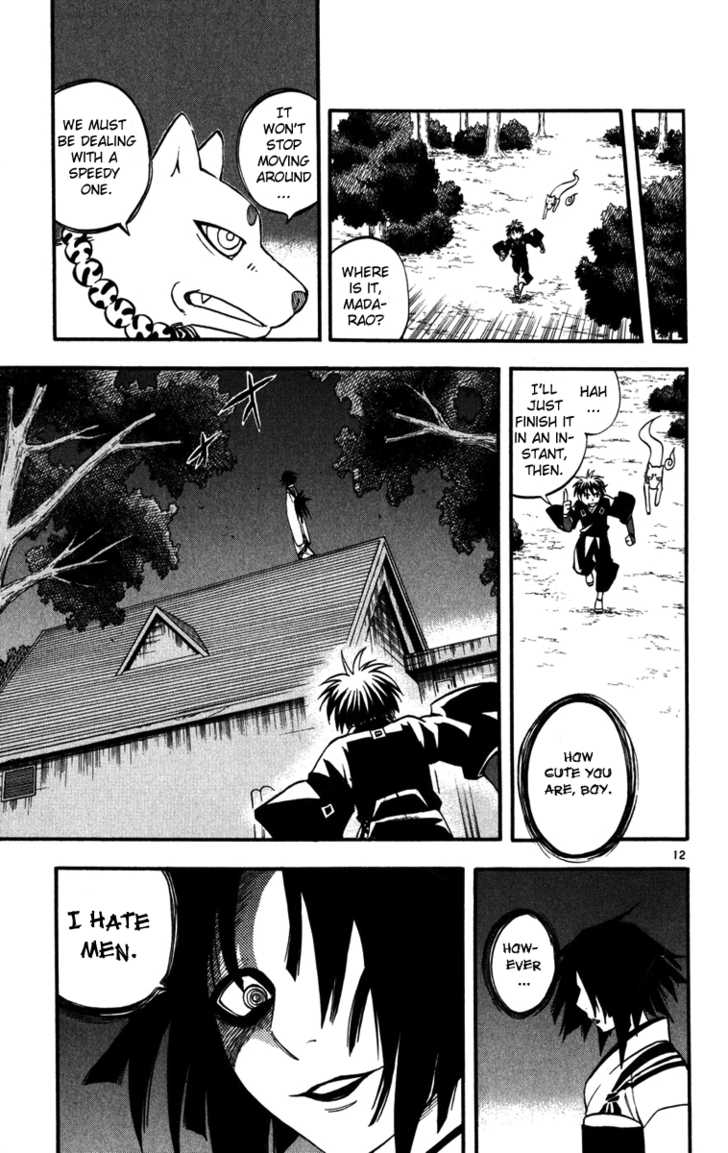 WHERE
IS IT,
MADA-
RAO?
IT
WON'T
STOP
MOVING
AROUND
...
WE MUST
BE DEALING
WITH A
SPEEDY
ONE.
HAH
...
I'LL
JUST
FINISH IT
IN AN IN-
STANT,
THEN.
HOW
CUTE YOU
ARE, BOY.
12
HOW-
EVER
...
I HATE
MEN.